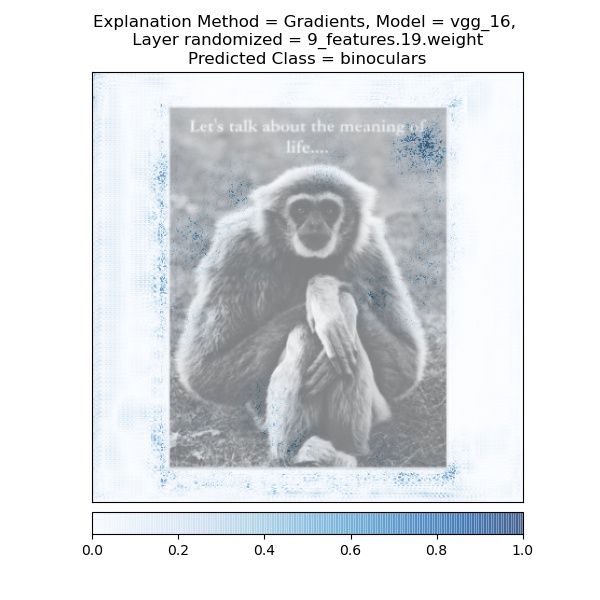 Explanation Method = Gradients, Model = vgg_16,
Layer randomized = 9_features.19.weight
Predicted Class = binoculars
Let's talk about the meaning of
life....
0.0 0.2 0.4 0.6 0.8 1.0